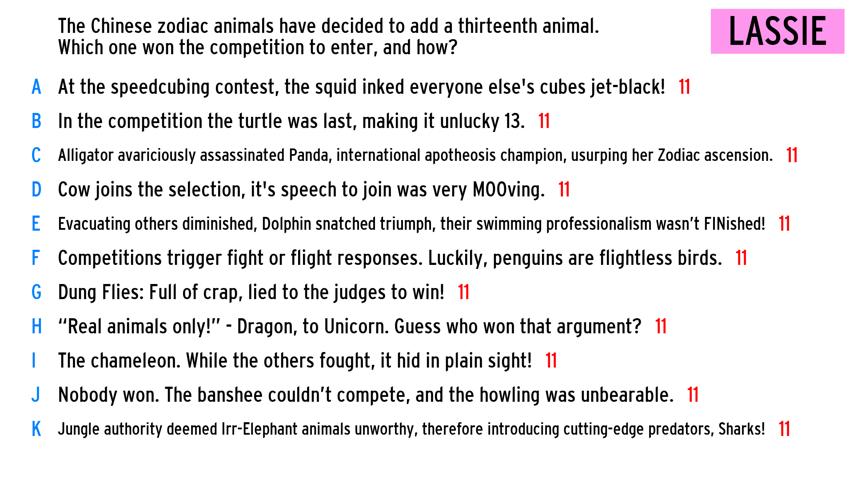 The Chinese zodiac animals have decided to add a thirteenth animal.
Which one won the competition to enter, and how?
LASSIE
A At the speedcubing contest, the squid inked everyone else's cubes jet-black! 11
B In the competition the turtle was last, making it unlucky 13. 11
C Alligator avariciously assassinated Panda, international apotheosis champion, usurping her Zodiac ascension. 11
D Cow joins the selection, it's speech to join was very MOOving. 11
E Evacuating others diminished, Dolphin snatched triumph, their swimming professionalism wasn’t FINished! 11
F Competitions trigger fight or flight responses. Luckily, penguins are flightless birds. 11
G Dung Flies: Full of crap, lied to the judges to win! 11
H “Real animals only!” - Dragon, to Unicorn. Guess who won that argument? 11
I The chameleon. While the others fought, it hid in plain sight! 11
J Nobody won. The banshee couldn’t compete, and the howling was unbearable. 11
K Jungle authority deemed Irr-Elephant animals unworthy, therefore introducing cutting-edge predators, Sharks! 11